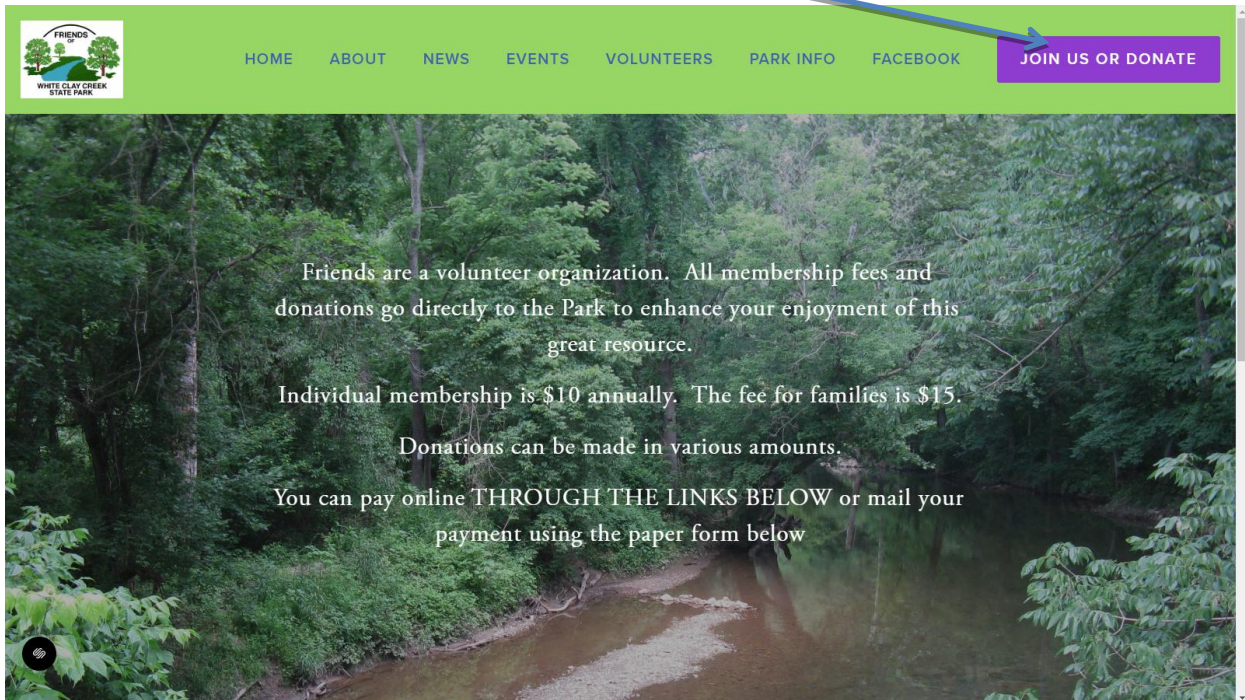 FRIENDS
OF
WHITE CLAY CREEK
STATE PARK
HOME ABOUT NEWS EVENTS VOLUNTEERS PARK INFO FACEBOOK JOIN US OR DONATE
Friends are a volunteer organization.  All membership fees and
donations go directly to the Park to enhance your enjoyment of this
great resource.
Individual membership is $10 annually.  The fee for families is $15.
Donations can be made in various amounts.
You can pay online THROUGH THE LINKS BELOW or mail your
payment using the paper form below